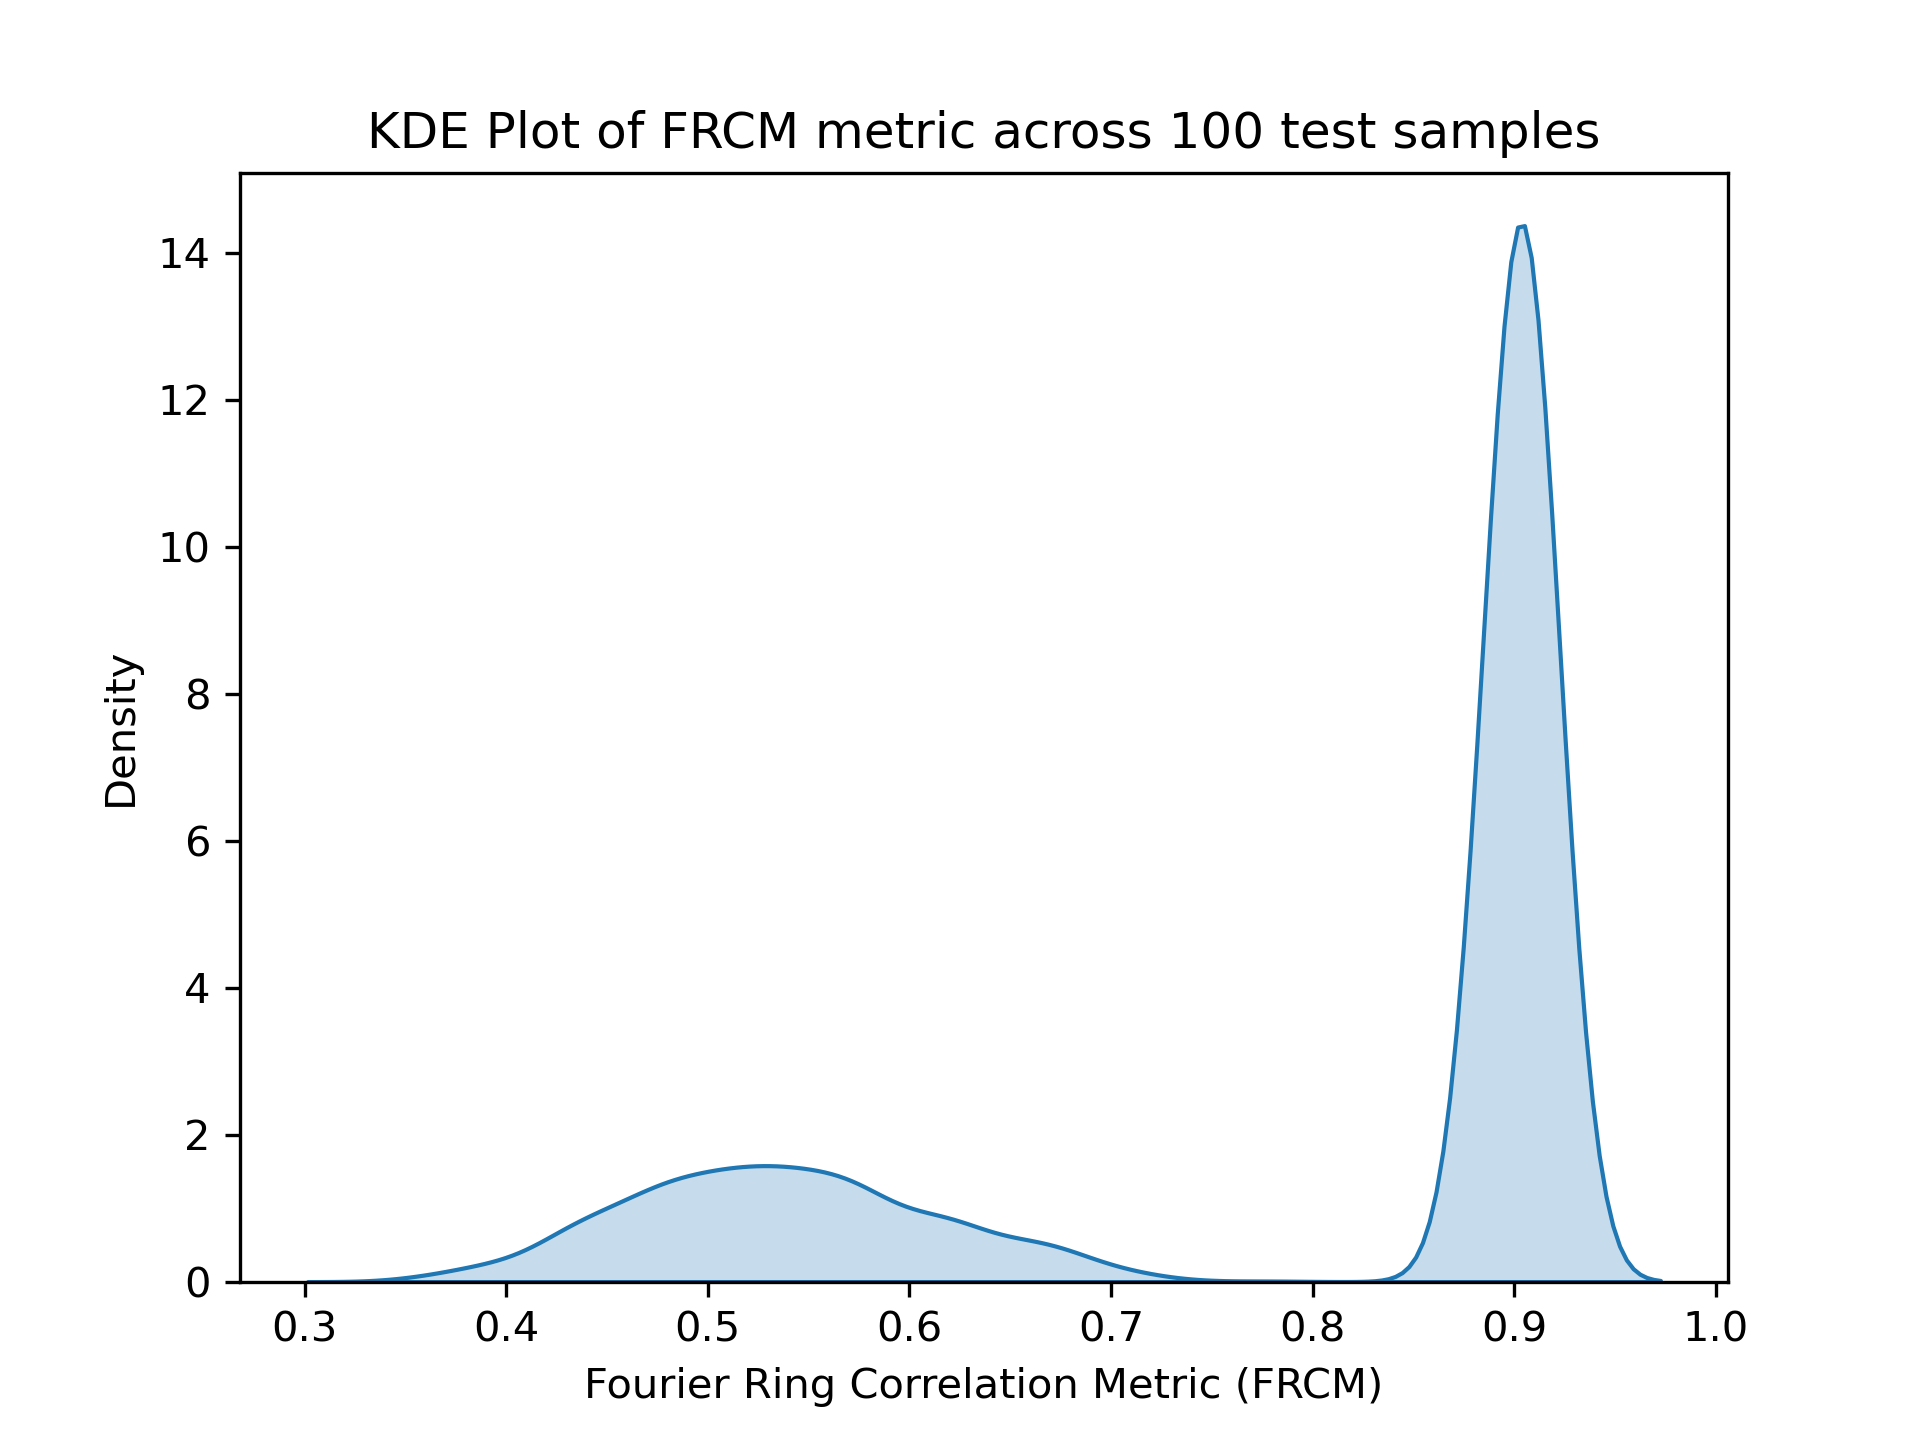 KDE Plot of FRCM metric across 100 test samples
14
12
10
8
6
4
2
0
Density
0.3 0.4 0.5 0.6 0.7 0.8 0.9 1.0
Fourier Ring Correlation Metric (FRCM)